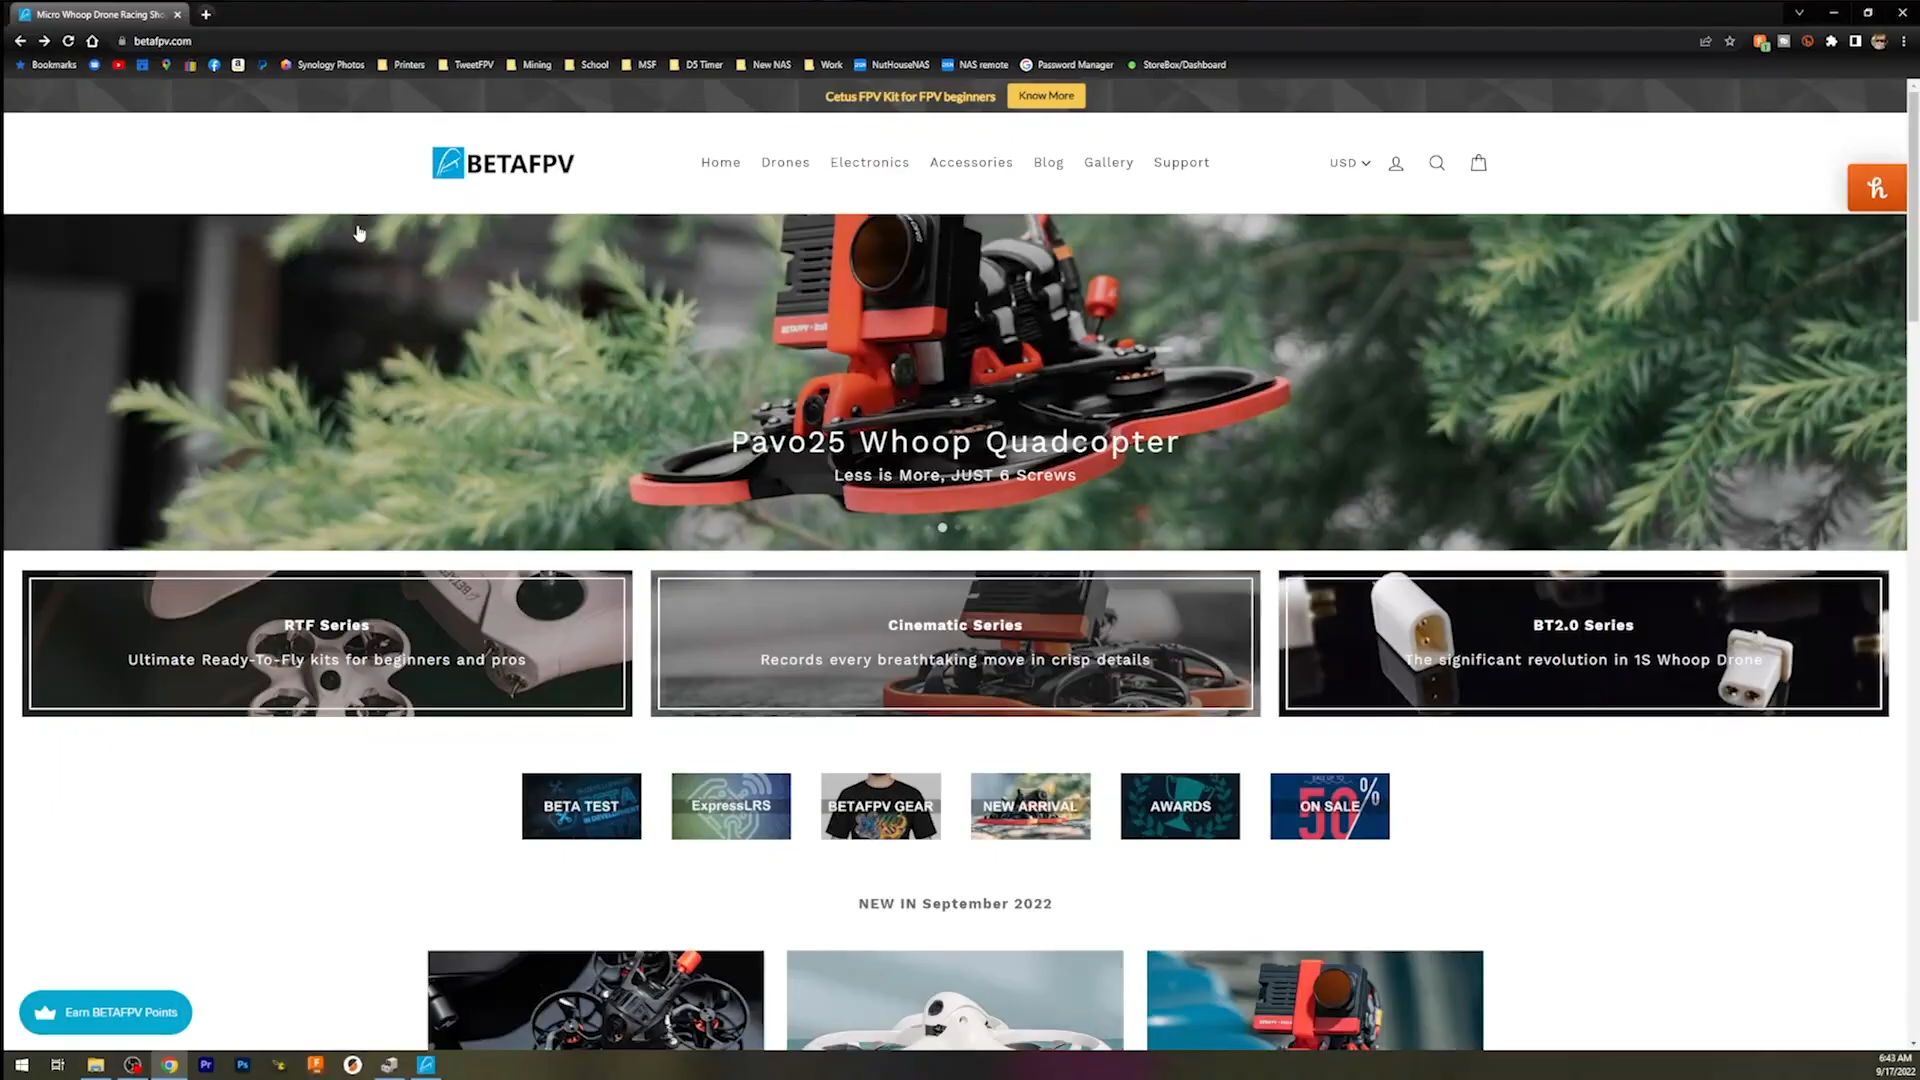 Micro Whoop Drone Racing Sho
betafpv.com
Bookmarks
Synology Photos
Printers
TweetFPV
Mining
School
MSF
D5 Timer
New NAS
Work
NutHouseNAS
NAS remote
Password Manager
StoreBox/Dashboard
Cetus FPV Kit for FPV beginners
Know More
BETAFPV
Home
Drones
Electronics
Accessories
Blog
Gallery
Support
USD
Pavo25 Whoop Quadcopter
Less is More, JUST 6 Screws
RTF Series
Ultimate Ready-To-Fly kits for beginners and pros
Cinematic Series
Records every breathtaking move in crisp details
BT2.0 Series
The significant revolution in 1S Whoop Drone
BETA TEST
ExpressLRS
BETAFPV GEAR
NEW ARRIVAL
AWARDS
ON SALE
50%
NEW IN September 2022
Earn BETAFPV Points
6:43 AM
9/17/2022